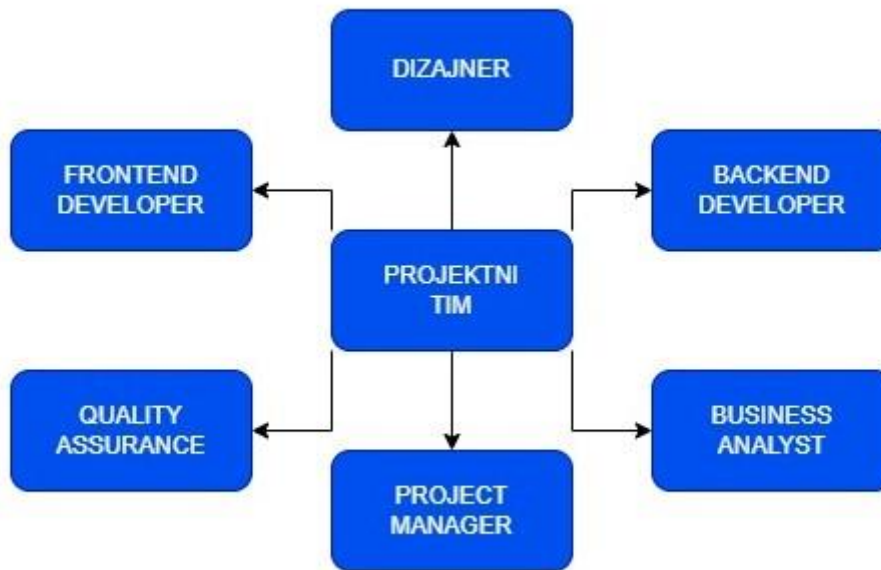 DIZAJNER
FRONTEND
DEVELOPER
BACKEND
DEVELOPER
PROJEKTNI
TIM
QUALITY
ASSURANCE
BUSINESS
ANALYST
PROJECT
MANAGER